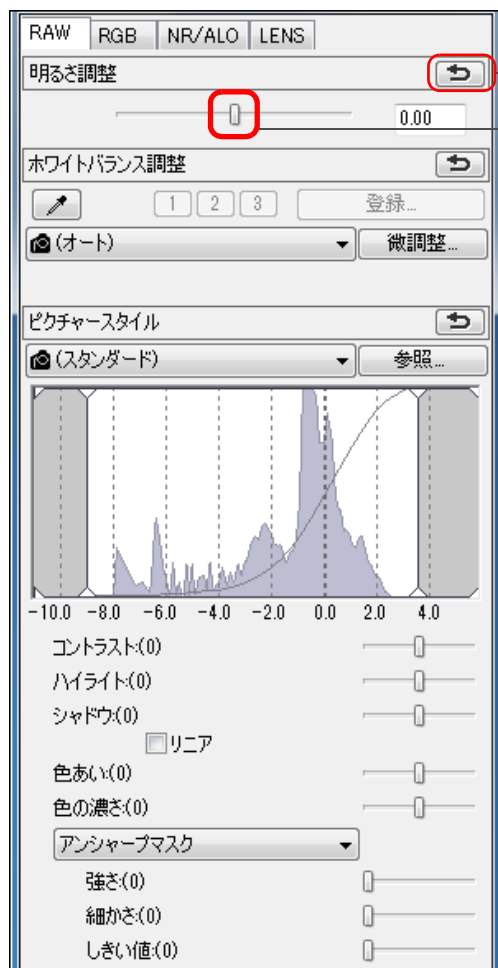 RAW RGB NR/ALO LENS
明るさ調整
0.00
ホワイトバランス調整
1 2 3 登録...
(オート) 微調整...
ピクチャースタイル
(スタンダード) 参照...
-10.0 -8.0 -6.0 -4.0 -2.0 0.0 2.0 4.0
コントラスト:(0)
ハイライト:(0)
シャドウ:(0)
リニア
色あい:(0)
色の濃さ:(0)
アンシャープマスク
強さ:(0)
細かさ:(0)
しきい値:(0)